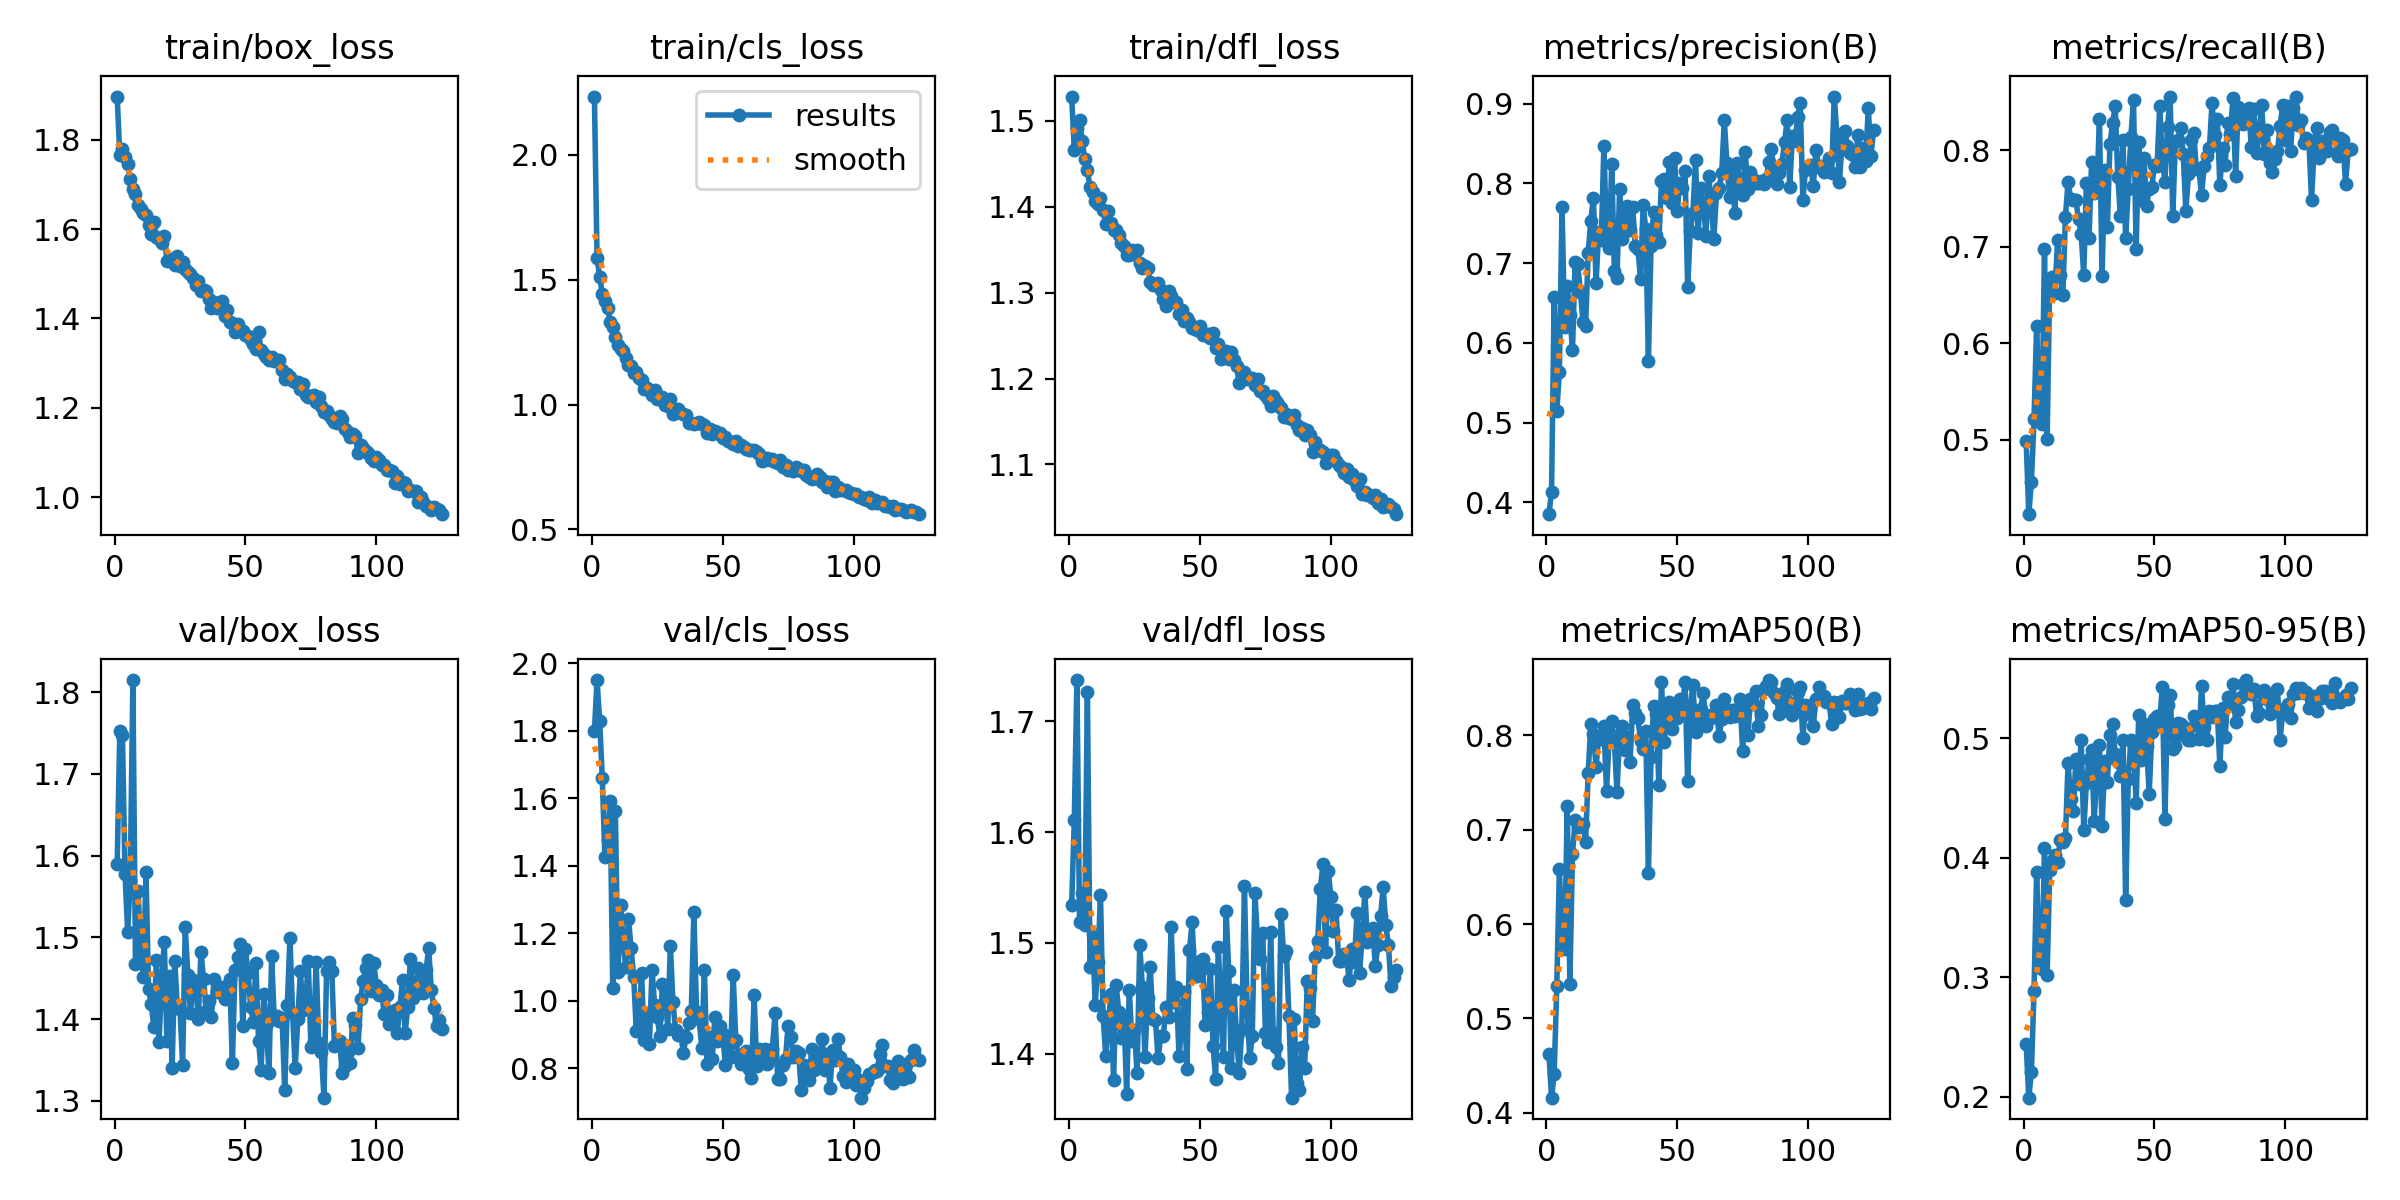 train/box_loss
train/cls_loss
train/dfl_loss
metrics/precision(B)
metrics/recall(B)
results
smooth
1.8
1.6
1.4
1.2
1.0
0 50 100
2.0
1.5
1.0
0.5
0 50 100
1.5
1.4
1.3
1.2
1.1
0 50 100
0.9
0.8
0.7
0.6
0.5
0.4
0 50 100
0.8
0.7
0.6
0.5
0 50 100
val/box_loss
val/cls_loss
val/dfl_loss
metrics/mAP50(B)
metrics/mAP50-95(B)
1.8
1.7
1.6
1.5
1.4
1.3
0 50 100
2.0
1.8
1.6
1.4
1.2
1.0
0.8
0 50 100
1.7
1.6
1.5
1.4
0 50 100
0.8
0.7
0.6
0.5
0.4
0 50 100
0.5
0.4
0.3
0.2
0 50 100